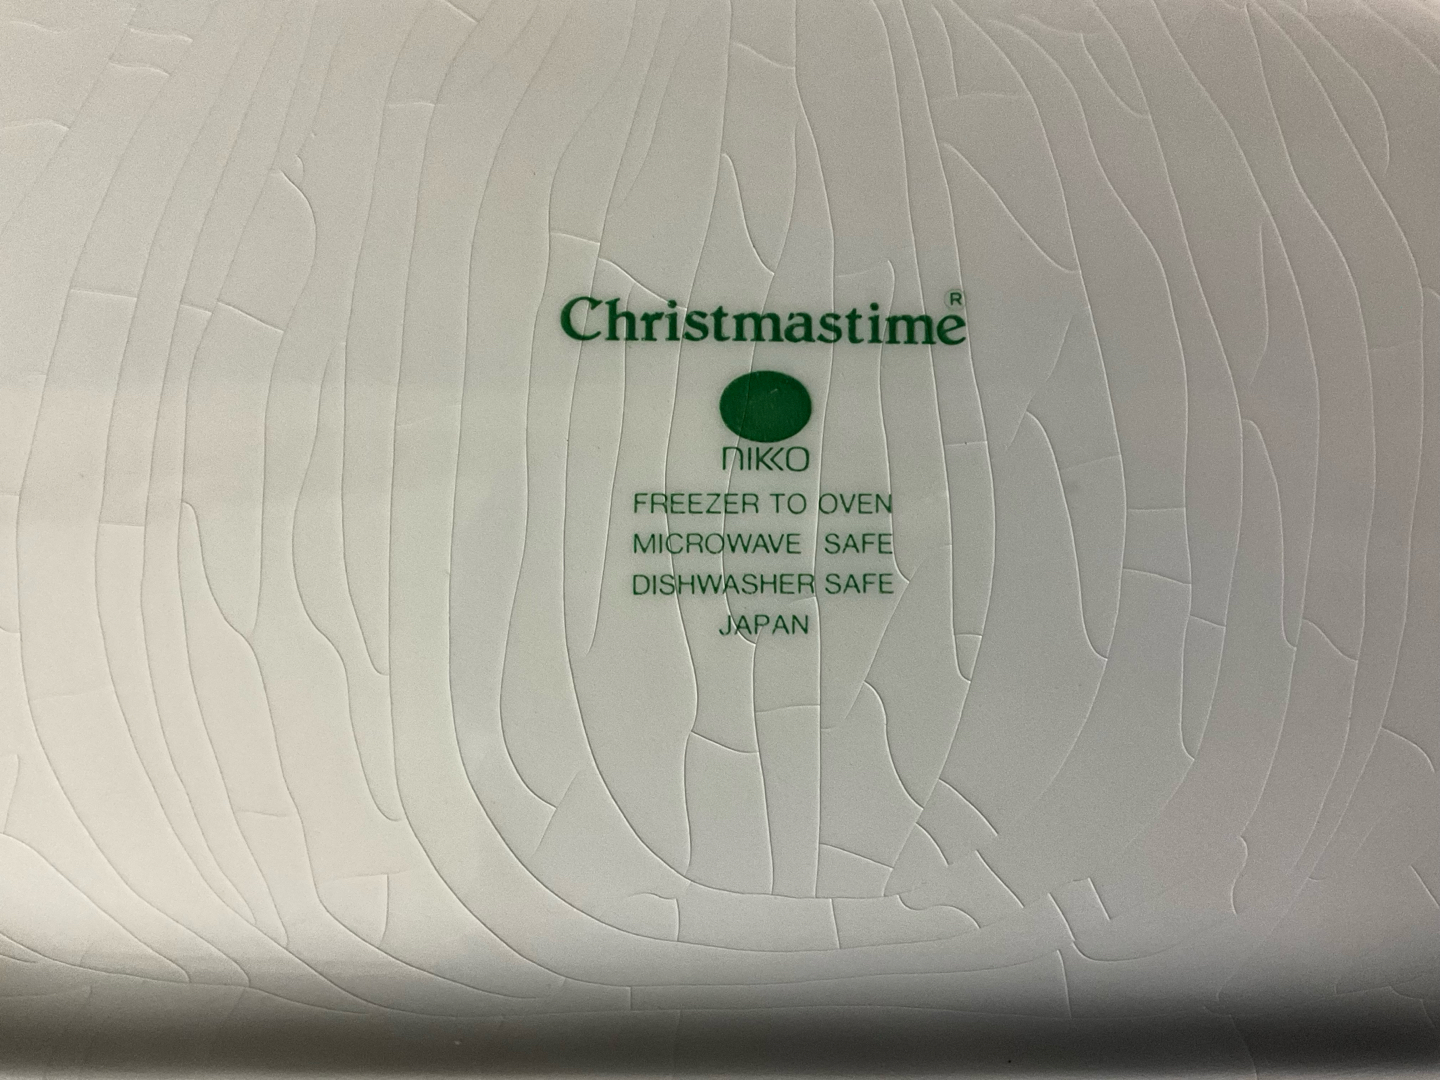 Christmastime®
NIKKO
FREEZER TO OVEN
MICROWAVE SAFE
DISHWASHER SAFE
JAPAN